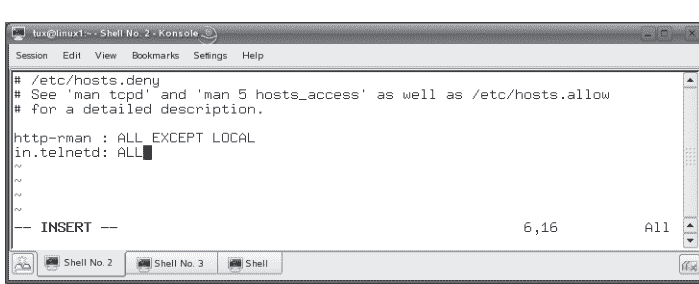 tux@linux1:~ - Shell No. 2 - Konsole
Session Edit View Bookmarks Settings Help
# /etc/hosts.deny
# See 'man tcpd' and 'man 5 hosts_access' as well as /etc/hosts.allow
# for a detailed description.
http-rman : ALL EXCEPT LOCAL
in.telnetd: ALL
~
~
~
~
-- INSERT -- 6,16 All
Shell No. 2 Shell No. 3 Shell